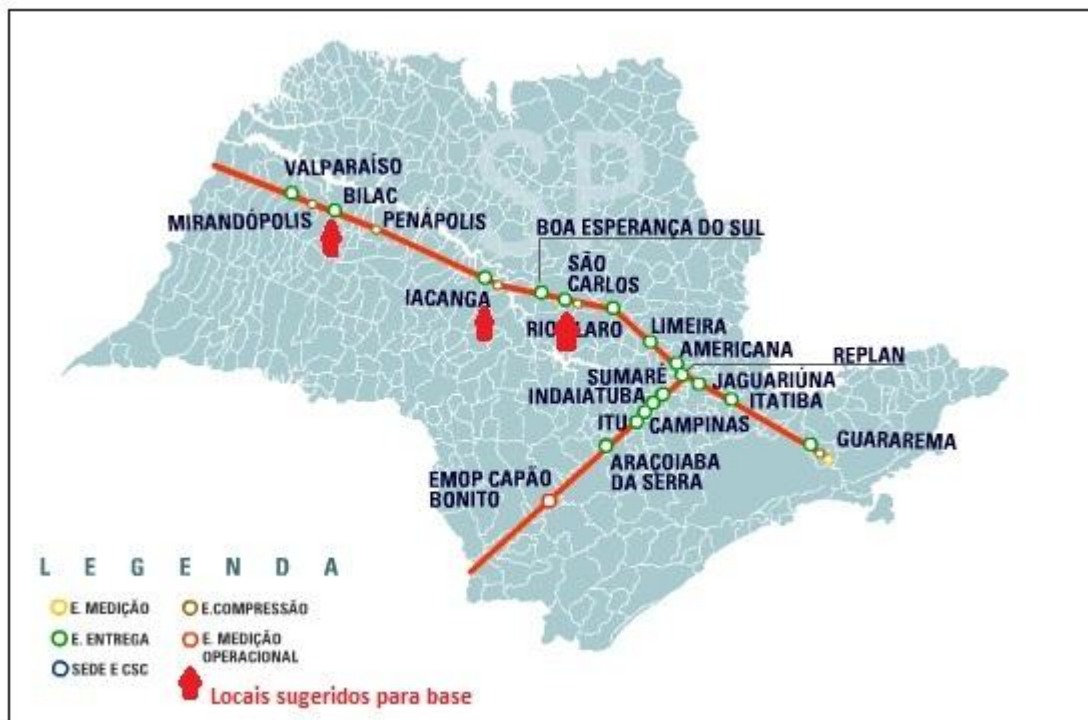 SP
VALPARAÍSO
BILAC
MIRANDÓPOLIS
PENÁPOLIS
BOA ESPERANÇA DO SUL
SÃO
CARLOS
IACANGA
LIMEIRA
AMERICANA
REPLAN
SUMARÉ
JAGUARIÚNA
INDAIATUBA
ITATIBA
ITU
CAMPINAS
GUARAREMA
ARAÇOIABA
DA SERRA
EMOP CAPÃO
BONITO
LEGENDA
E. MEDIÇÃO
E.COMPRESSÃO
E. ENTREGA
E. MEDIÇÃO
OPERACIONAL
SEDE E CSC
Locais sugeridos para base